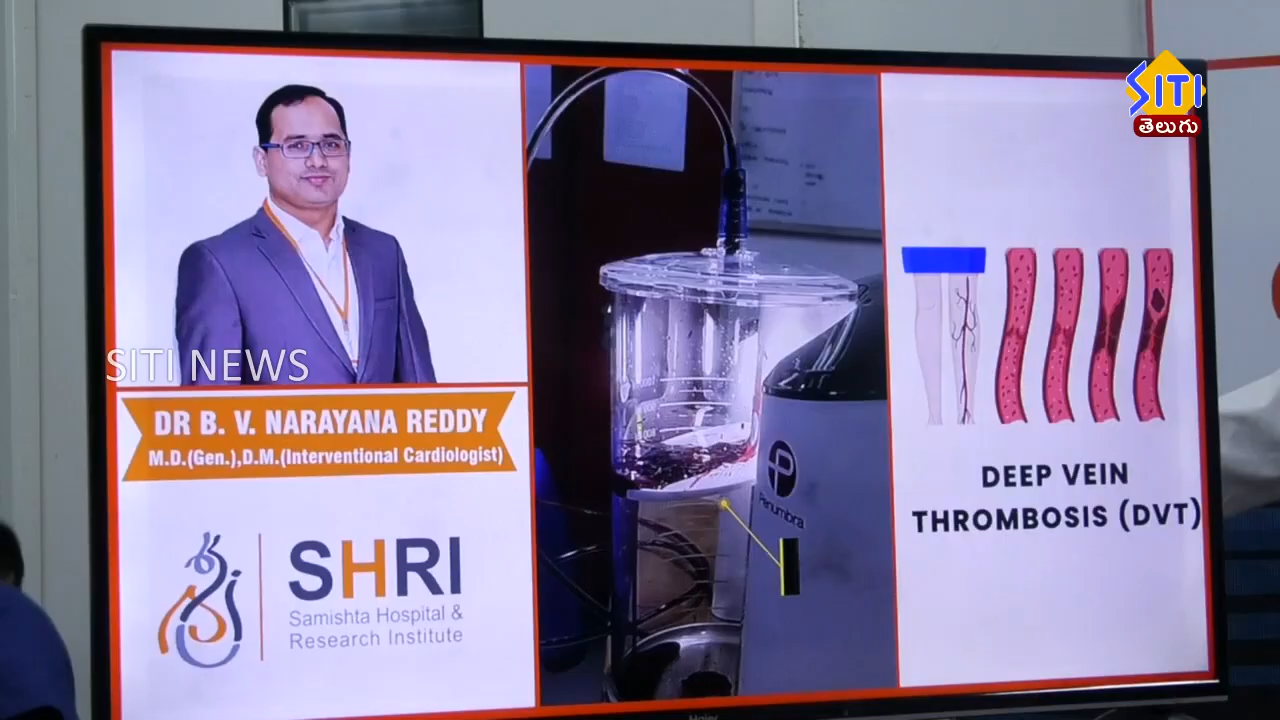 SITI
తెలుగు
SITI NEWS
DR B. V. NARAYANA REDDY
M.D.(Gen.),D.M.(Interventional Cardiologist)
SHRI
Samishta Hospital &
Research Institute
Penumbra
DEEP VEIN
THROMBOSIS (DVT)
Haier